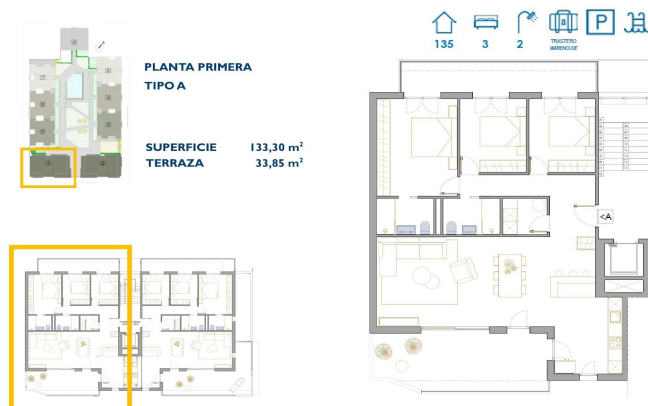 135
3
2
TRASTERO
WAREHOUSE
P
PLANTA PRIMERA
TIPO A
SUPERFICIE 133,30 m²
TERRAZA 33,85 m²
<A